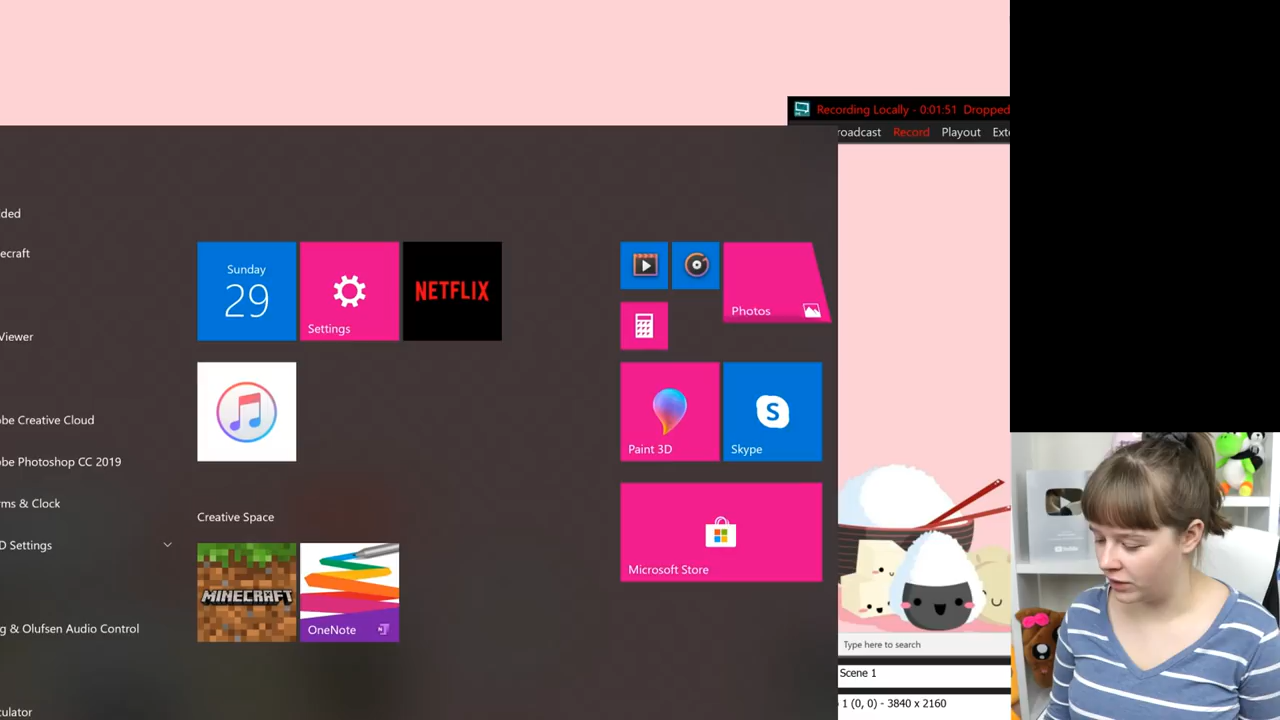 Recording Locally - 0:01:51 Dropped
roadcast Record Playout Exte
ded
ecraft
Viewer
be Creative Cloud
be Photoshop CC 2019
rms & Clock
D Settings
g & Olufsen Audio Control
culator
Sunday
29
Settings
NETFLIX
Creative Space
MINECRAFT
OneNote
N
Photos
Paint 3D
S
Skype
Microsoft Store
Type here to search
Scene 1
1 (0, 0) - 3840 x 2160